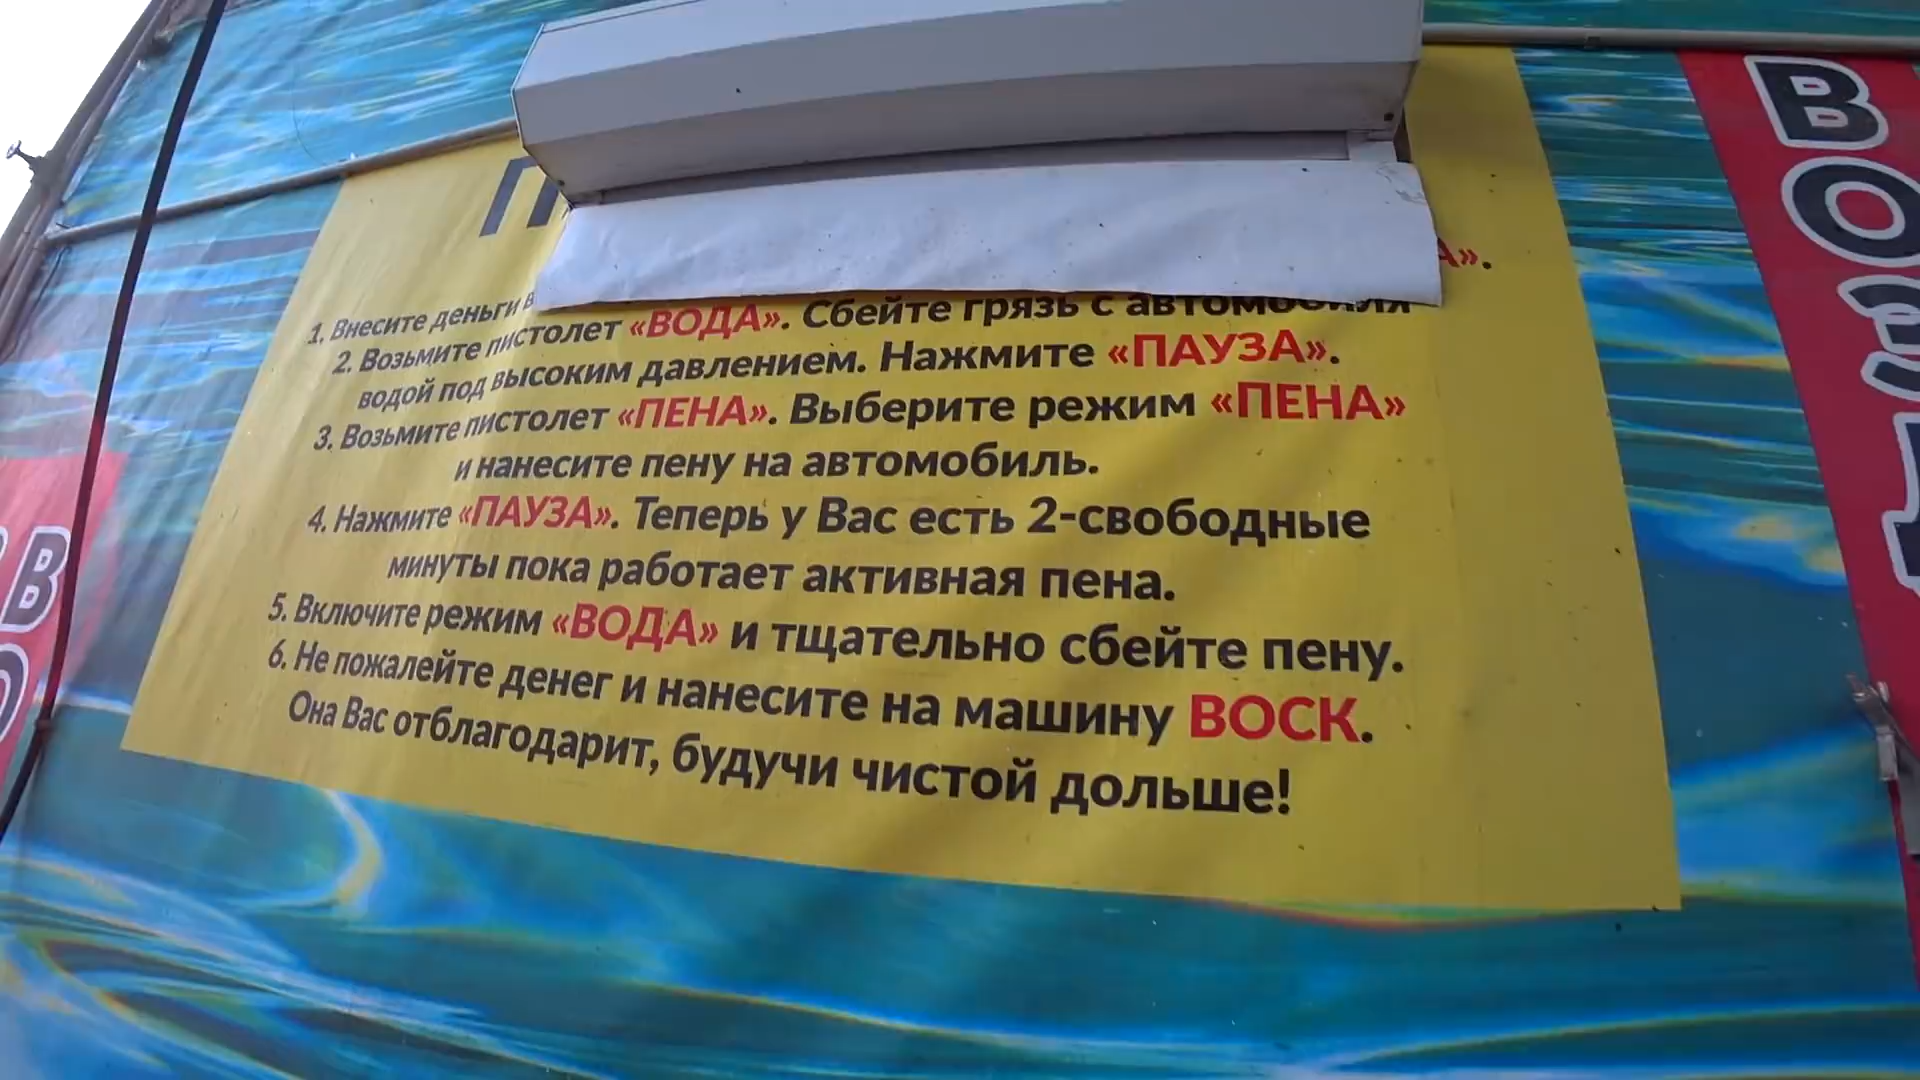 П
1. Внесите деньги в А».
2. Возьмите пистолет «ВОДА». Сбейте грязь с автомобиля
водой под высоким давлением. Нажмите «ПАУЗА».
3. Возьмите пистолет «ПЕНА». Выберите режим «ПЕНА»
и нанесите пену на автомобиль.
4. Нажмите «ПАУЗА». Теперь у Вас есть 2-свободные
минуты пока работает активная пена.
5. Включите режим «ВОДА» и тщательно сбейте пену.
6. Не пожалейте денег и нанесите на машину ВОСК.
Она Вас отблагодарит, будучи чистой дольше!